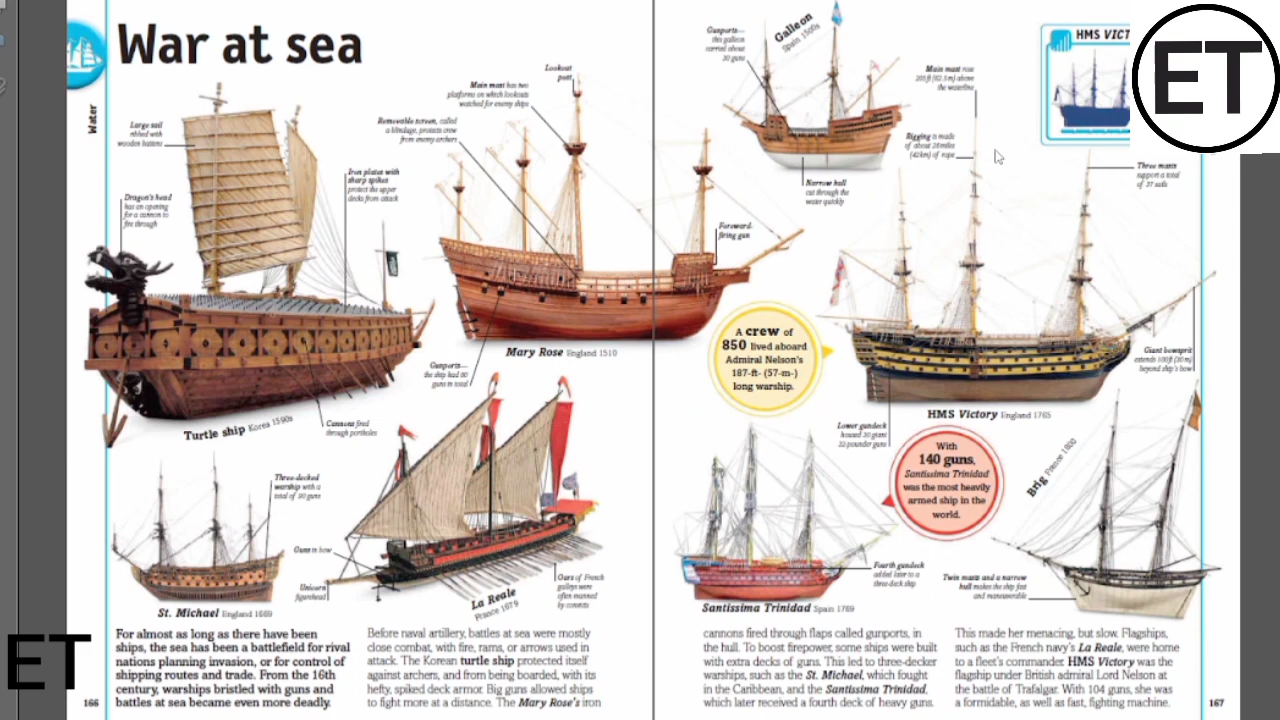 War at sea
Water
Large sail
ribbed with
wooden battens
Dragon's head
has an opening
for a cannon to
fire through
Iron plates with
sharp spikes
protect the upper
decks from attack
Turtle ship Korea 1590s
Cannons fired
through portholes
Lookout
post
Main mast has two
platforms on which lookouts
watched for enemy ships
Removable screen, called
a blindage, protects crew
from enemy archers
Forward-
firing gun
Gunports—
the ship had 80
guns in total
Mary Rose England 1510
Three-decked
warship with a
total of 90 guns
St. Michael England 1669
Guns in bow
Unicorn
figurehead
La Reale
France 1679
Oars of French
galleys were
often manned
by convicts
For almost as long as there have been
ships, the sea has been a battlefield for rival
nations planning invasion, or for control of
shipping routes and trade. From the 16th
century, warships bristled with guns and
battles at sea became even more deadly.
Before naval artillery, battles at sea were mostly
close combat, with fire, rams, or arrows used in
attack. The Korean turtle ship protected itself
against archers, and from being boarded, with its
hefty, spiked deck armor. Big guns allowed ships
to fight more at a distance. The Mary Rose's iron
166
ET
Gunports—
this galleon
carried about
30 guns
Galleon
Spain 1500s
Narrow hull
cut through the
water quickly
Main mast rose
205 ft (62.5 m) above
the waterline
Rigging is made
of about 26 miles
(42 km) of rope
HMS VICT
ET
Three masts
support a total
of 37 sails
A crew of
850 lived aboard
Admiral Nelson's
187-ft- (57-m-)
long warship.
Giant bowsprit
extends 100 ft (30 m)
beyond ship's bow
HMS Victory England 1765
Lower gundeck
housed 30 giant
32-pounder guns
With
140 guns,
Santissima Trinidad
was the most heavily
armed ship in the
world.
Brig France 1800
Fourth gundeck
added later to a
three-deck ship
Santissima Trinidad Spain 1769
Twin masts and a narrow
hull makes the ship fast
and maneuverable
cannons fired through flaps called gunports, in
the hull. To boost firepower, some ships were built
with extra decks of guns. This led to three-decker
warships, such as the St. Michael, which fought
in the Caribbean, and the Santissima Trinidad,
which later received a fourth deck of heavy guns.
This made her menacing, but slow. Flagships,
such as the French navy's La Reale, were home
to a fleet's commander. HMS Victory was the
flagship under British admiral Lord Nelson at
the battle of Trafalgar. With 104 guns, she was
a formidable, as well as fast, fighting machine.
167